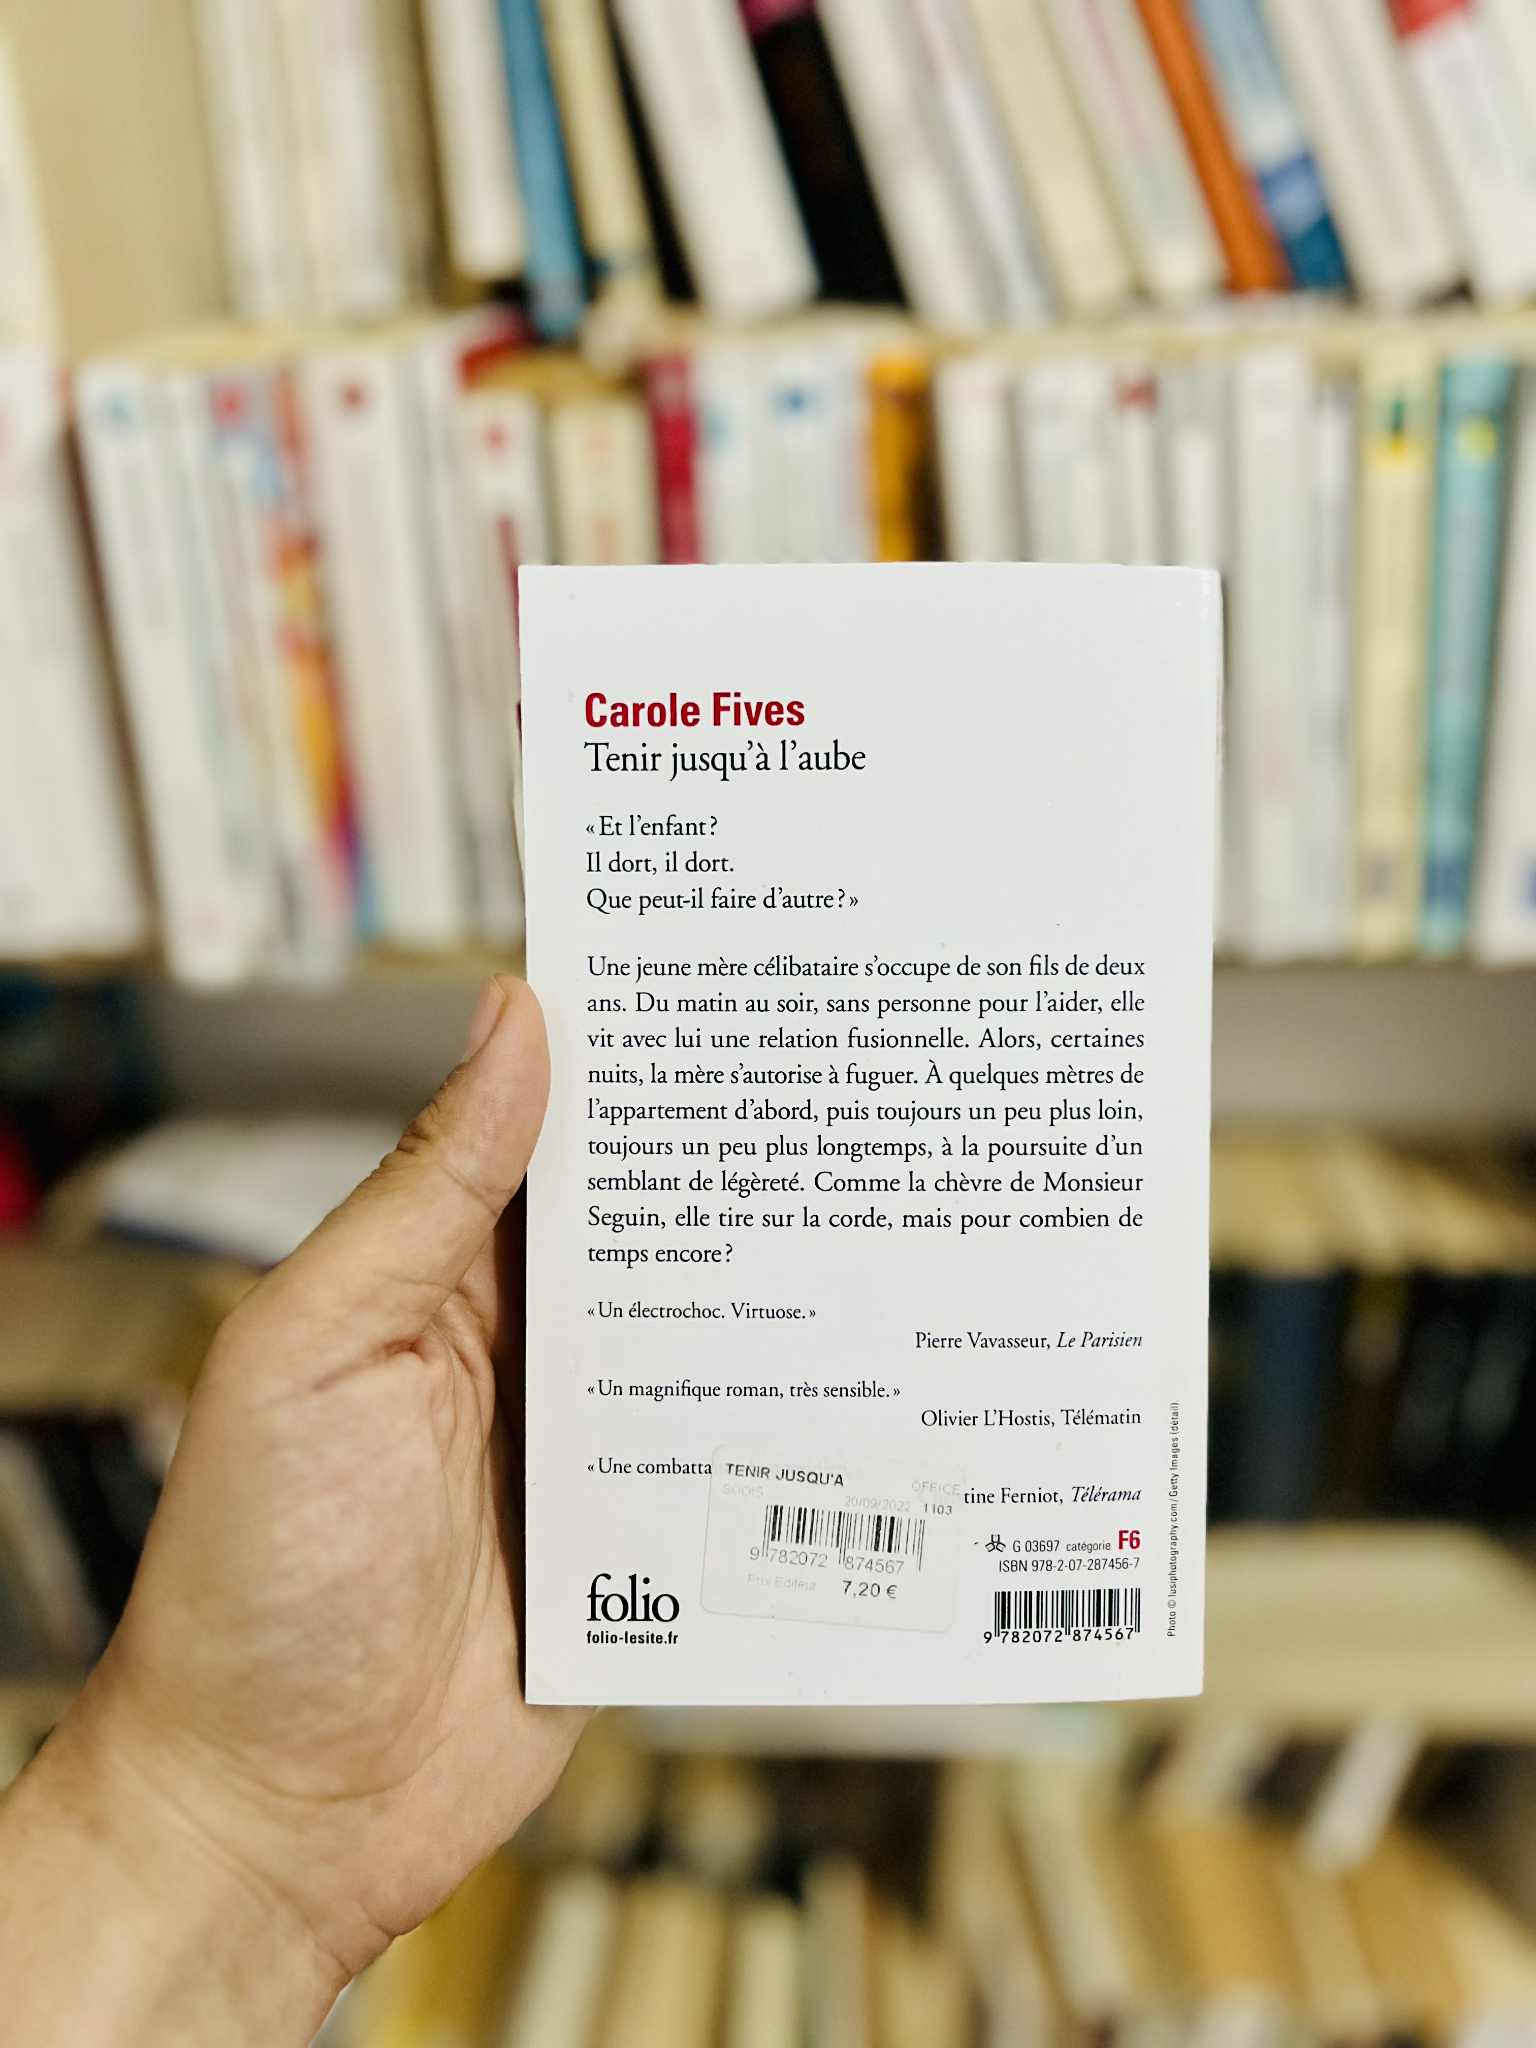 Carole Fives
Tenir jusqu’à l’aube
« Et l’enfant ?
Il dort, il dort.
Que peut-il faire d’autre ? »
Une jeune mère célibataire s’occupe de son fils de deux
ans. Du matin au soir, sans personne pour l’aider, elle
vit avec lui une relation fusionnelle. Alors, certaines
nuits, la mère s’autorise à fuguer. À quelques mètres de
l’appartement d’abord, puis toujours un peu plus loin,
toujours un peu plus longtemps, à la poursuite d’un
semblant de légèreté. Comme la chèvre de Monsieur
Seguin, elle tire sur la corde, mais pour combien de
temps encore ?
« Un électrochoc. Virtuose. »
Pierre Vavasseur, Le Parisien
« Un magnifique roman, très sensible. »
Olivier L’Hostis, Télématin
« Une combatta
tine Ferniot, Télérama
TENIR JUSQU'A
SODIS OFFICE
20/09/2022 1103
9 782072 874567
Prix Editeur 7,20 €
G 03697 catégorie F6
ISBN 978-2-07-287456-7
9 782072 874567
folio
folio-lesite.fr
Photo © lusiphotography.com / Getty Images (détail).